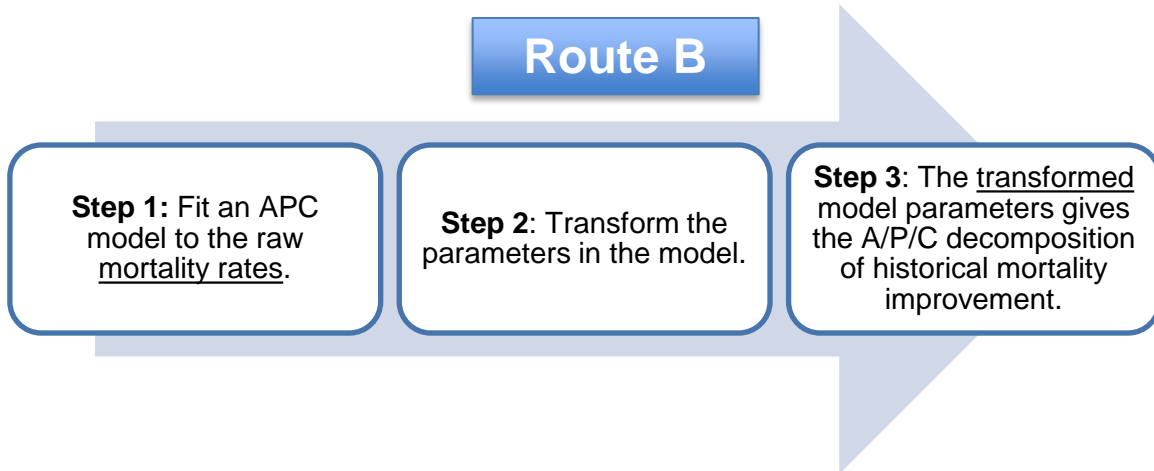 Route B
Step 1: Fit an APC
model to the raw
mortality rates.
Step 2: Transform the
parameters in the model.
Step 3: The transformed
model parameters gives
the A/P/C decomposition
of historical mortality
improvement.